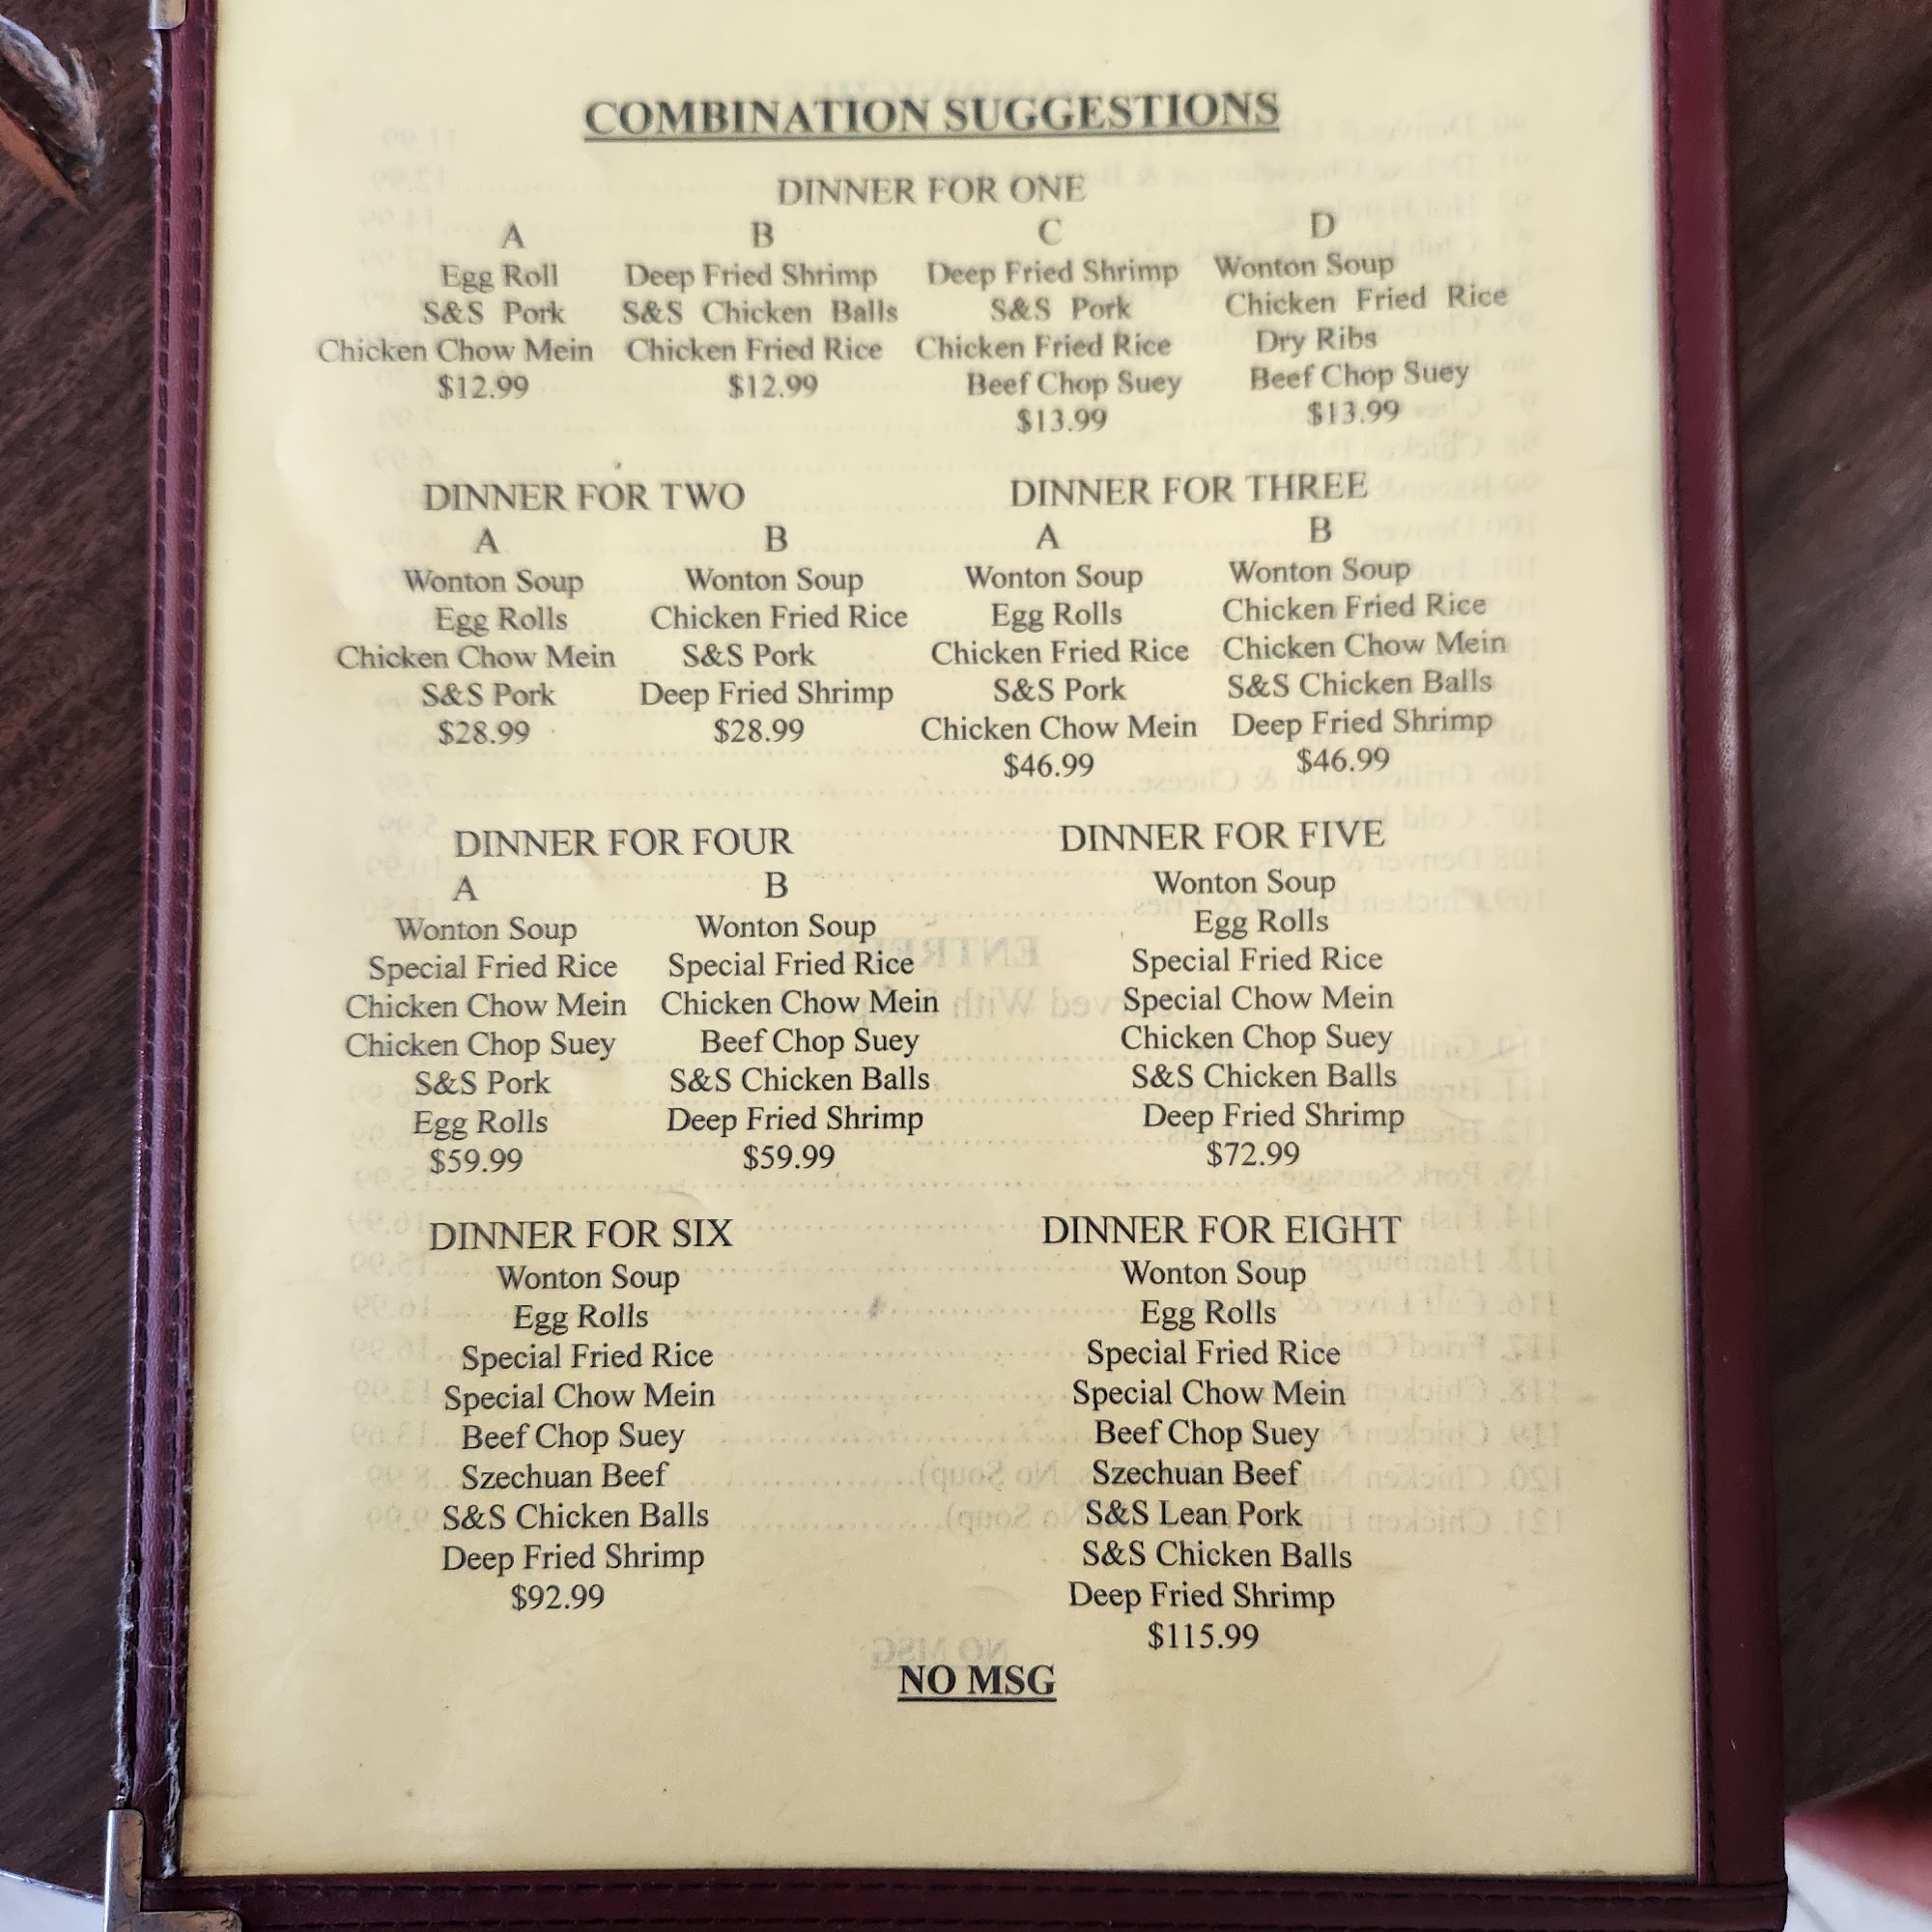 COMBINATION SUGGESTIONS
DINNER FOR ONE
A
Egg Roll
S&S Pork
Chicken Chow Mein
$12.99
B
Deep Fried Shrimp
S&S Chicken Balls
Chicken Fried Rice
$12.99
C
Deep Fried Shrimp
S&S Pork
Chicken Fried Rice
Beef Chop Suey
$13.99
D
Wonton Soup
Chicken Fried Rice
Dry Ribs
Beef Chop Suey
$13.99
DINNER FOR TWO
A
Wonton Soup
Egg Rolls
Chicken Chow Mein
S&S Pork
$28.99
B
Wonton Soup
Chicken Fried Rice
S&S Pork
Deep Fried Shrimp
$28.99
DINNER FOR THREE
A
Wonton Soup
Egg Rolls
Chicken Fried Rice
S&S Pork
Chicken Chow Mein
$46.99
B
Wonton Soup
Chicken Fried Rice
Chicken Chow Mein
S&S Chicken Balls
Deep Fried Shrimp
$46.99
DINNER FOR FOUR
A
Wonton Soup
Special Fried Rice
Chicken Chow Mein
Chicken Chop Suey
S&S Pork
Egg Rolls
$59.99
B
Wonton Soup
Special Fried Rice
Chicken Chow Mein
Beef Chop Suey
S&S Chicken Balls
Deep Fried Shrimp
$59.99
DINNER FOR FIVE
Wonton Soup
Egg Rolls
Special Fried Rice
Special Chow Mein
Chicken Chop Suey
S&S Chicken Balls
Deep Fried Shrimp
$72.99
DINNER FOR SIX
Wonton Soup
Egg Rolls
Special Fried Rice
Special Chow Mein
Beef Chop Suey
Szechuan Beef
S&S Chicken Balls
Deep Fried Shrimp
$92.99
DINNER FOR EIGHT
Wonton Soup
Egg Rolls
Special Fried Rice
Special Chow Mein
Beef Chop Suey
Szechuan Beef
S&S Lean Pork
S&S Chicken Balls
Deep Fried Shrimp
$115.99
NO MSG